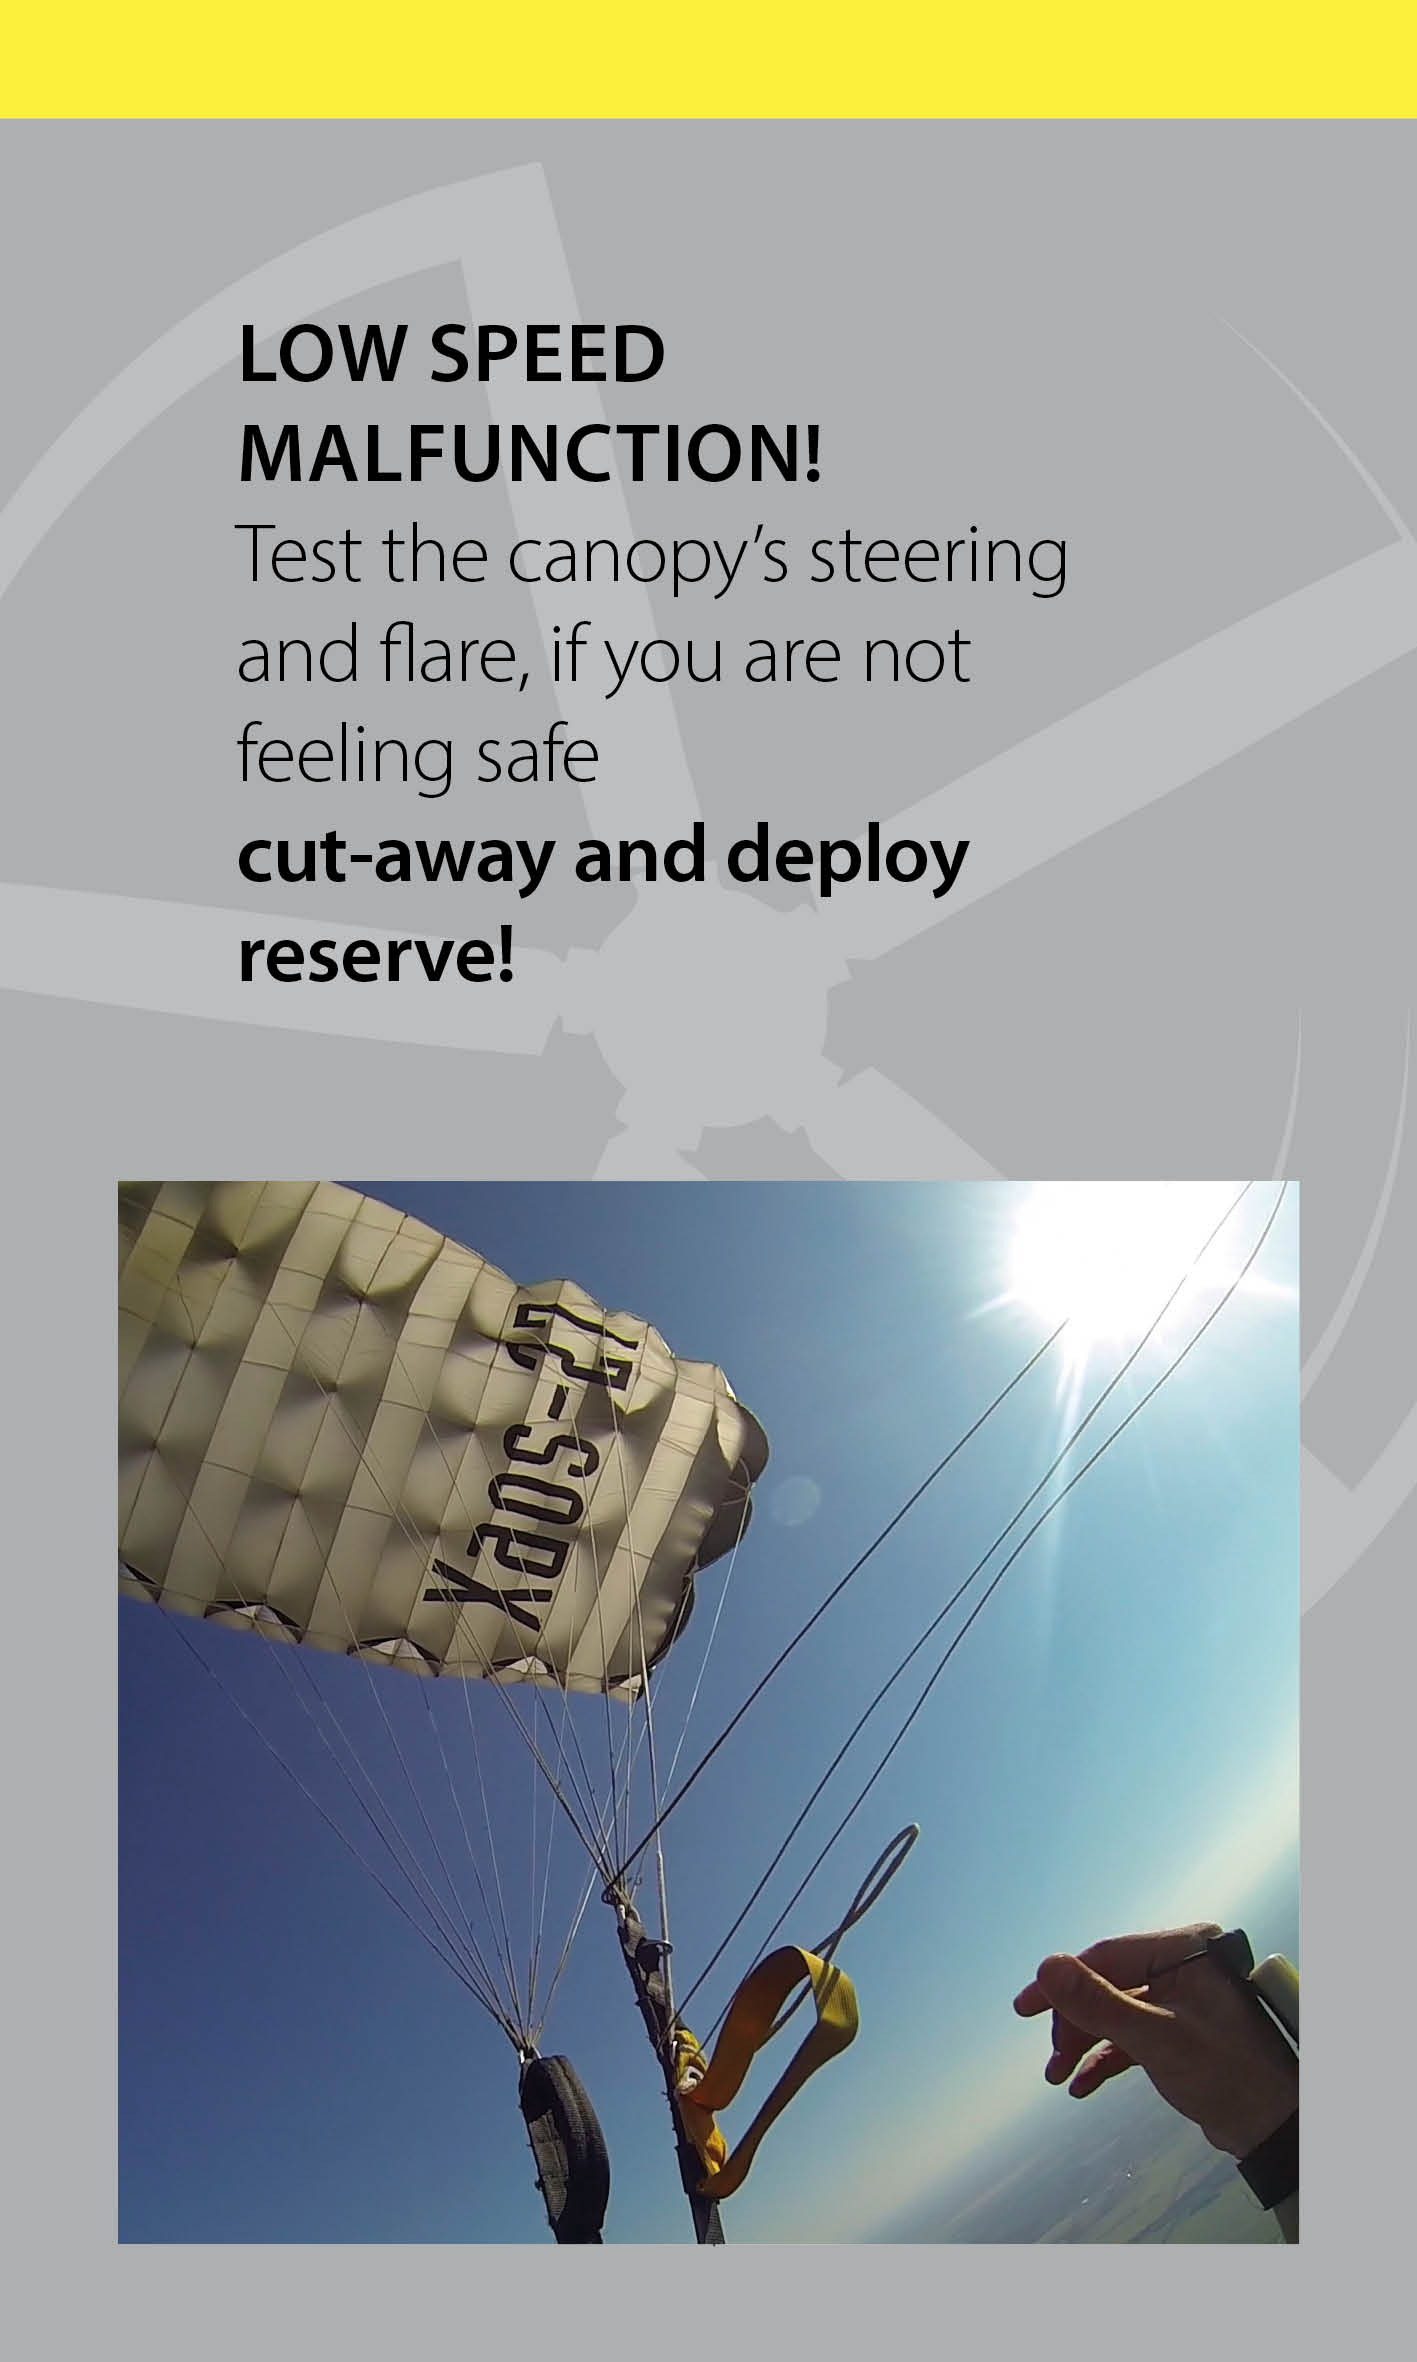 LOW SPEED
MALFUNCTION!
Test the canopy’s steering
and flare, if you are not
feeling safe
cut-away and deploy
reserve!
Kaos-27